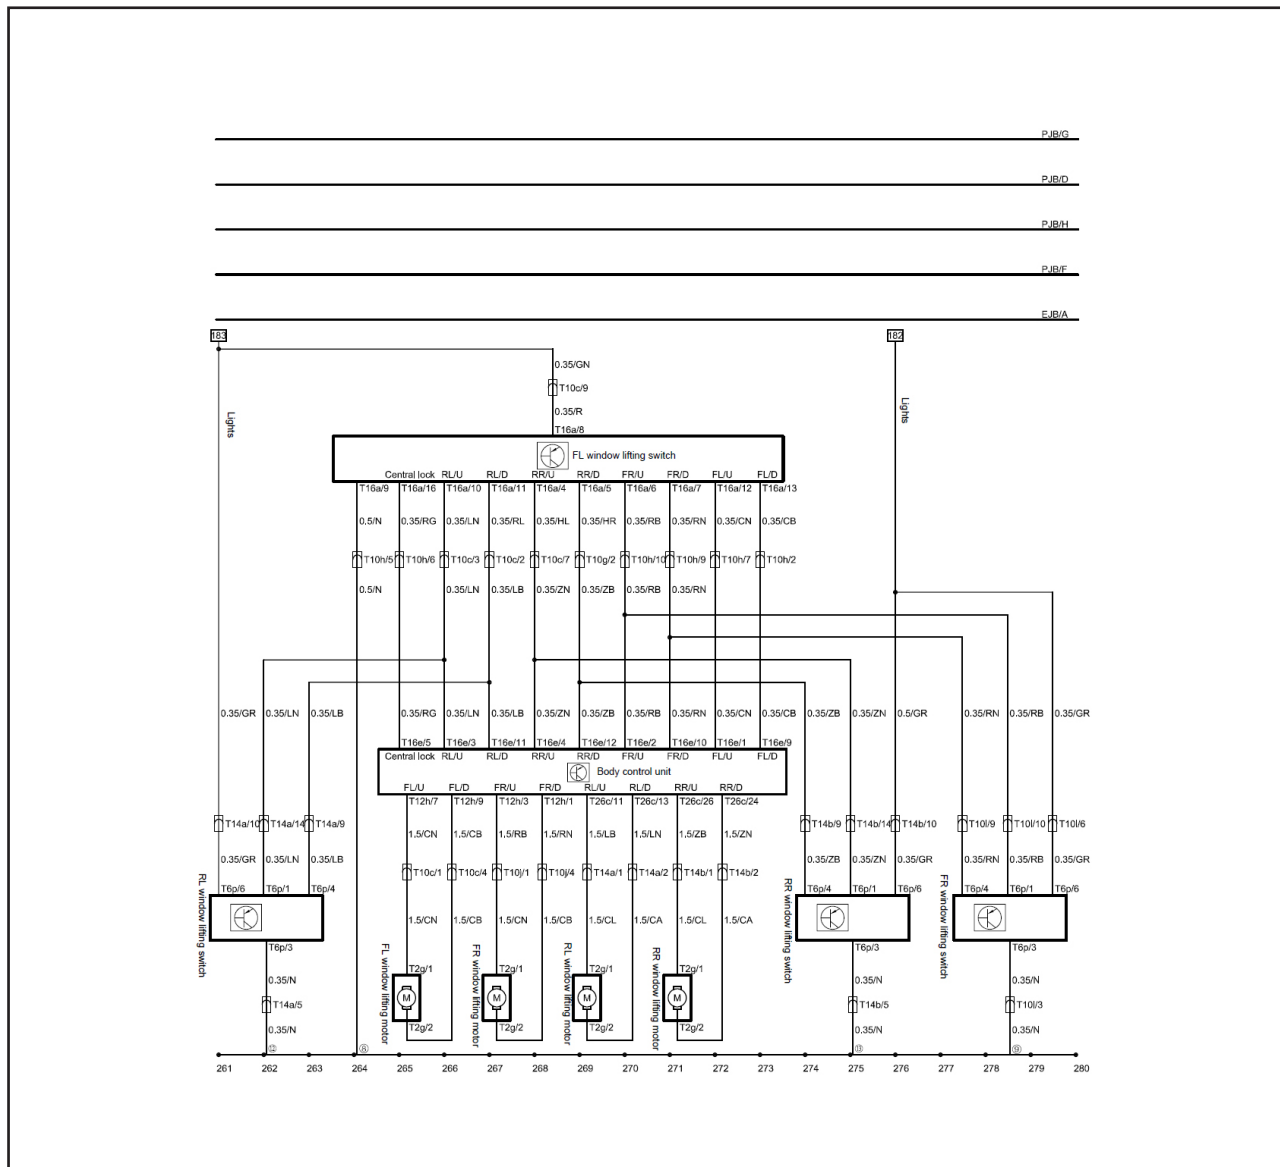 PJB/G
PJB/D
PJB/H
PJB/F
EJB/A
183
182
0.35/GN
T10c/9
0.35/R
T16a/8
Lights
Lights
FL window lifting switch
Central lock RL/U RL/D RR/U RR/D FR/U FR/D FL/U FL/D
T16a/9 T16a/16 T16a/10 T16a/11 T16a/4 T16a/5 T16a/6 T16a/7 T16a/12 T16a/13
0.5/N 0.35/RG 0.35/LN 0.35/RL 0.35/HL 0.35/HR 0.35/RB 0.35/RN 0.35/CN 0.35/CB
T10h/5 T10h/6 T10c/3 T10c/2 T10c/7 T10g/2 T10h/10 T10h/9 T10h/7 T10h/2
0.5/N 0.35/LN 0.35/LB 0.35/ZN 0.35/ZB 0.35/RB 0.35/RN
0.35/GR 0.35/LN 0.35/LB 0.35/RG 0.35/LN 0.35/LB 0.35/ZN 0.35/ZB 0.35/RB 0.35/RN 0.35/CN 0.35/CB 0.35/ZB 0.35/ZN 0.5/GR 0.35/RN 0.35/RB 0.35/GR
T16e/5 T16e/3 T16e/11 T16e/4 T16e/12 T16e/2 T16e/10 T16e/1 T16e/9
Central lock RL/U RL/D RR/U RR/D FR/U FR/D FL/U FL/D
Body control unit
FL/U FL/D FR/U FR/D RL/U RL/D RR/U RR/D
T12h/7 T12h/9 T12h/3 T12h/1 T26c/11 T26c/13 T26c/26 T26c/24
T14a/10 T14a/14 T14a/9 T14b/9 T14b/14 T14b/10 T10l/9 T10l/10 T10l/6
1.5/CN 1.5/CB 1.5/RB 1.5/RN 1.5/LB 1.5/LN 1.5/ZB 1.5/ZN
0.35/GR 0.35/LN 0.35/LB 0.35/ZB 0.35/ZN 0.35/GR 0.35/RN 0.35/RB 0.35/GR
T10c/1 T10c/4 T10j/1 T10j/4 T14a/1 T14a/2 T14b/1 T14b/2
T6p/6 T6p/1 T6p/4 T6p/4 T6p/1 T6p/6 T6p/4 T6p/1 T6p/6
RL window lifting switch
RR window lifting switch
FR window lifting switch
1.5/CN 1.5/CB 1.5/CN 1.5/CB 1.5/CL 1.5/CA 1.5/CL 1.5/CA
T6p/3 T6p/3 T6p/3
FL window lifting motor
FR window lifting motor
RL window lifting motor
RR window lifting motor
T2g/1 T2g/1 T2g/1 T2g/1
0.35/N 0.35/N 0.35/N
M M M M
T14a/5 T14b/5 T10l/3
T2g/2 T2g/2 T2g/2 T2g/2
0.35/N 0.35/N 0.35/N
⑧
261 262 263 264 265 266 267 268 269 270 271 272 273 274 275 276 277 278 279 280